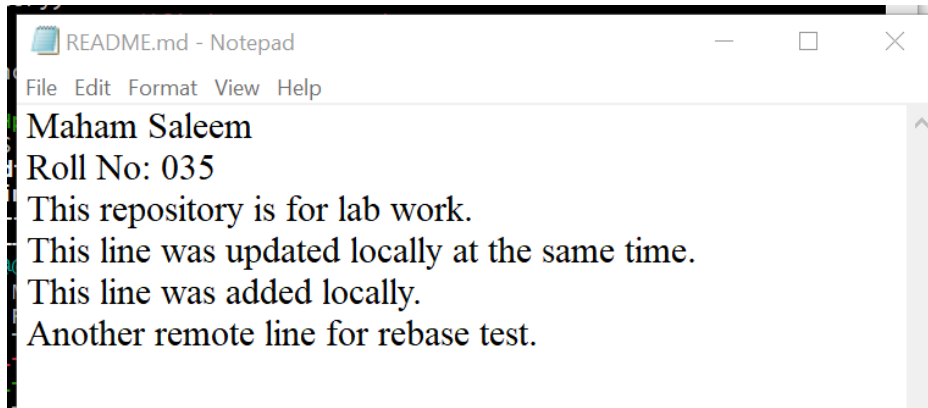 README.md - Notepad
File Edit Format View Help
Maham Saleem
Roll No: 035
This repository is for lab work.
This line was updated locally at the same time.
This line was added locally.
Another remote line for rebase test.